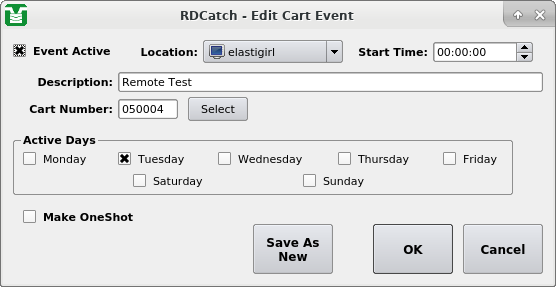 RDCatch - Edit Cart Event
Event Active Location: elastigirl Start Time: 00:00:00
Description: Remote Test
Cart Number: 050004 Select
Active Days
Monday Tuesday Wednesday Thursday Friday
Saturday Sunday
Make OneShot
Save As
New
OK
Cancel